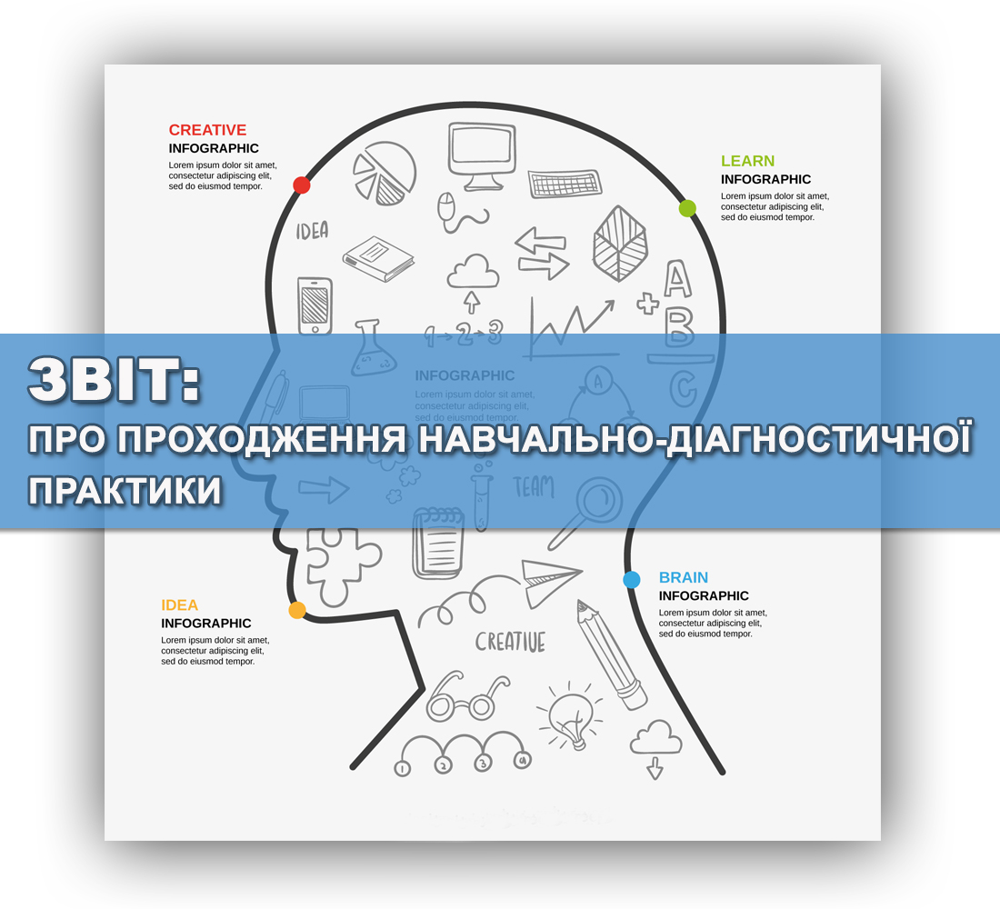 CREATIVE
INFOGRAPHIC
Lorem ipsum dolor sit amet,
consectetur adipiscing elit,
sed do eiusmod tempor.
LEARN
INFOGRAPHIC
Lorem ipsum dolor sit amet,
consectetur adipiscing elit,
sed do eiusmod tempor.
IDEA
A
+ B
C
1 → 2 → 3
ЗВІТ:
ПРО ПРОХОДЖЕННЯ НАВЧАЛЬНО-ДІАГНОСТИЧНОЇ
ПРАКТИКИ
INFOGRAPHIC
Lorem ipsum dolor sit amet,
consectetur adipiscing elit,
sed do eiusmod tempor.
A
TEAM
IDEA
INFOGRAPHIC
Lorem ipsum dolor sit amet,
consectetur adipiscing elit,
sed do eiusmod tempor.
BRAIN
INFOGRAPHIC
Lorem ipsum dolor sit amet,
consectetur adipiscing elit,
sed do eiusmod tempor.
CREATIVE
1 2 3 4